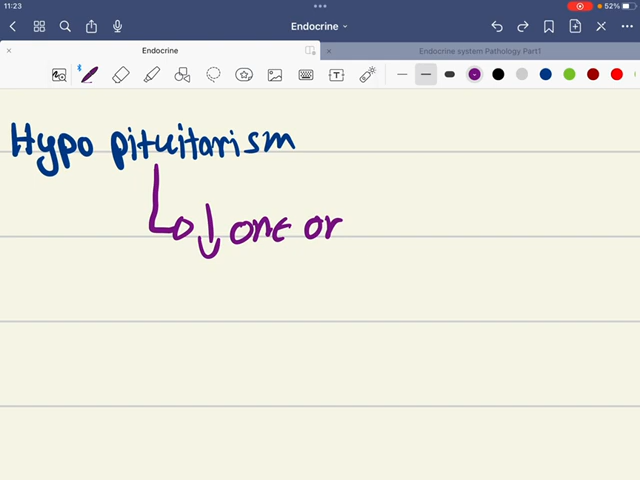 11:23
52%
Endocrine
Endocrine
Endocrine system Pathology Part1
Hypo pituitarism
↓ one or